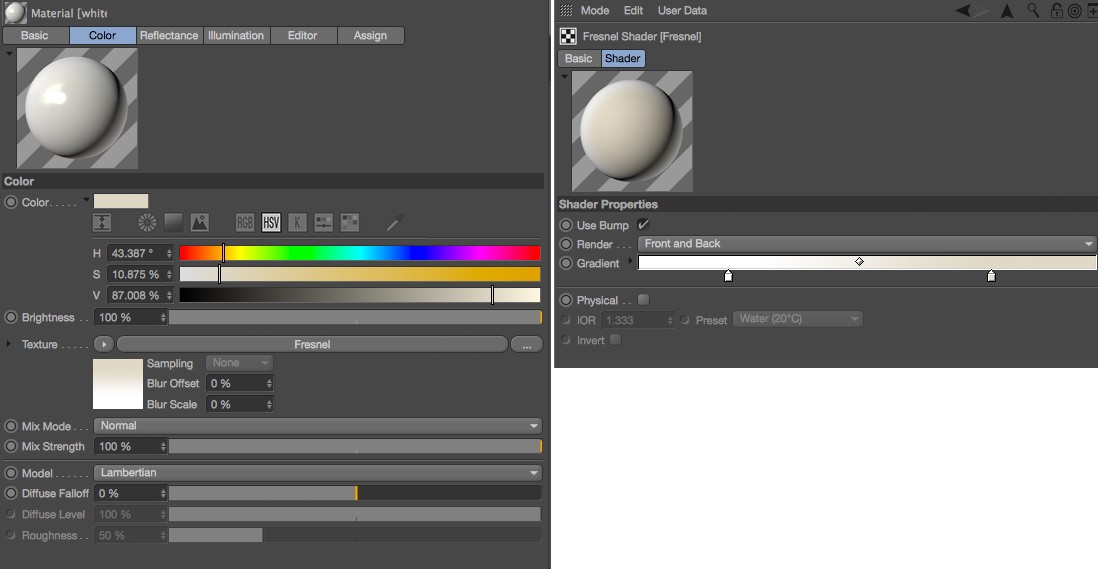 Material [white
Basic Color Reflectance Illumination Editor Assign
Color
Color. . . . .
RGB HSV K
H 43.387 °
S 10.875 %
V 87.008 %
Brightness . . 100 %
Texture . . . . . Fresnel ...
Sampling None
Blur Offset 0 %
Blur Scale 0 %
Mix Mode . . Normal
Mix Strength 100 %
Model . . . . . . Lambertian
Diffuse Falloff 0 %
Diffuse Level 100 %
Roughness . . 50 %
Mode Edit User Data
Fresnel Shader [Fresnel]
Basic Shader
Shader Properties
Use Bump
Render . . . Front and Back
Gradient
Physical . .
IOR 1.333 Preset Water (20°C)
Invert